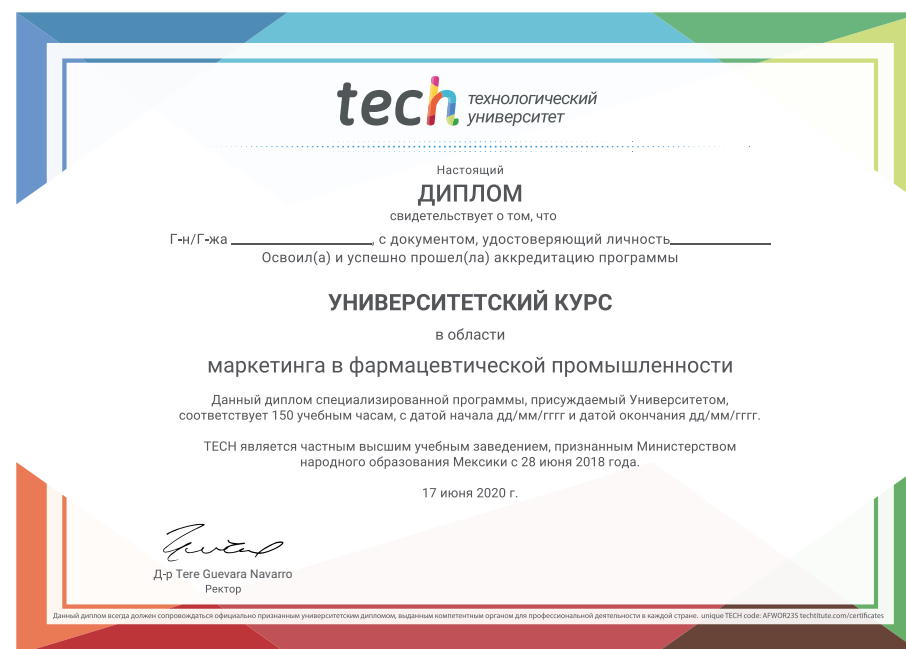 tech технологический
университет
Настоящий
ДИПЛОМ
свидетельствует о том, что
Г-н/Г-жа ____________________, с документом, удостоверяющий личность______________
Освоил(а) и успешно прошел(ла) аккредитацию программы
УНИВЕРСИТЕТСКИЙ КУРС
в области
маркетинга в фармацевтической промышленности
Данный диплом специализированной программы, присуждаемый Университетом,
соответствует 150 учебным часам, с датой начала дд/мм/гггг и датой окончания дд/мм/гггг.
TECH является частным высшим учебным заведением, признанным Министерством
народного образования Мексики с 28 июня 2018 года.
17 июня 2020 г.
Д-р Tere Guevara Navarro
Ректор
Данный диплом всегда должен сопровождаться официально признанным университетским дипломом, выданным компетентным органом для профессиональной деятельности в каждой стране. unique TECH code: AFWOR23S techtitute.com/certificates